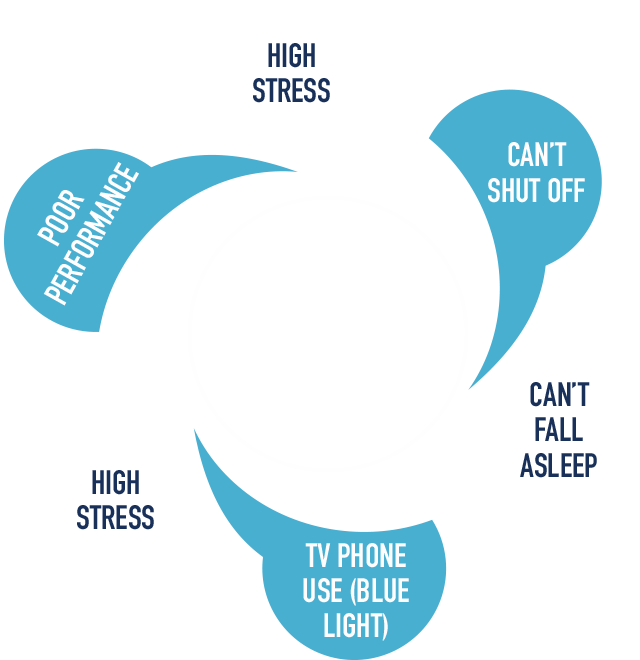 HIGH
STRESS
CAN'T
SHUT OFF
CAN'T
FALL
ASLEEP
TV PHONE
USE (BLUE
LIGHT)
HIGH
STRESS
POOR
PERFORMANCE